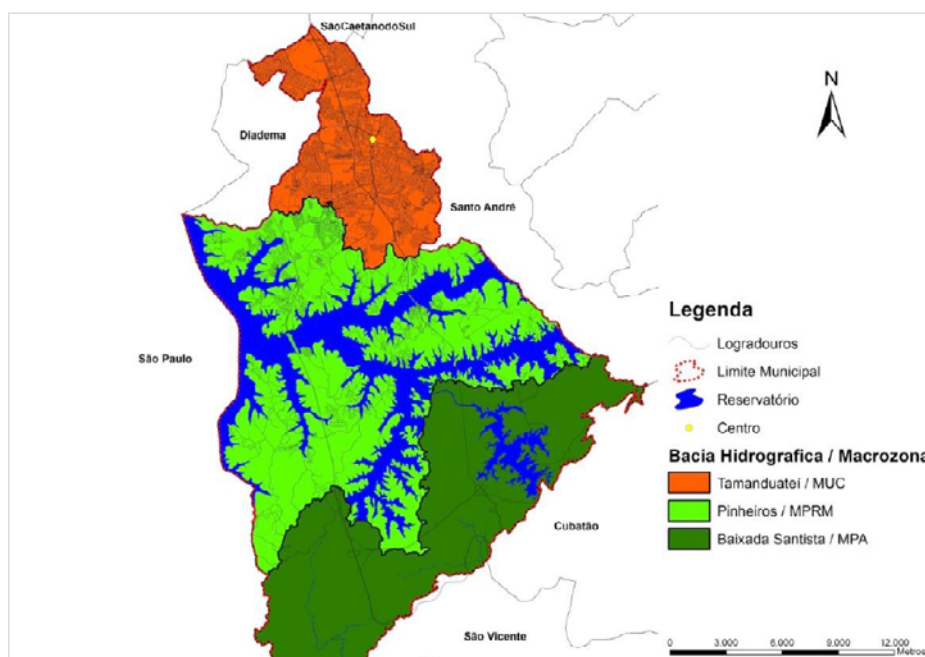 SãoCaetanodoSul
N
Diadema
Santo André
São Paulo
Cubatão
São Vicente
Legenda
Logradouros
Limite Municipal
Reservatório
Centro
Bacia Hidrografica / Macrozona
Tamanduateí / MUC
Pinheiros / MPRM
Baixada Santista / MPA
0 3.000 6.000 9.000 12.000
Metros